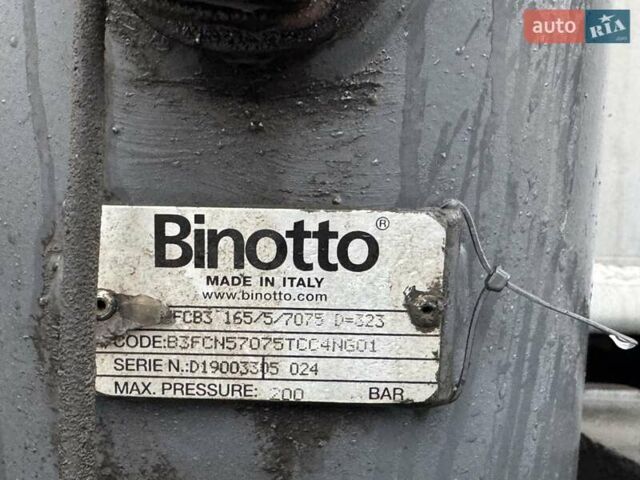 auto RIA
.com
Binotto®
MADE IN ITALY
www.binotto.com
FCB3 165/5/7075 D=323
CODE:B3FCN57075TCC4NG01
SERIE N.:D19003305 024
MAX. PRESSURE: 200 BAR